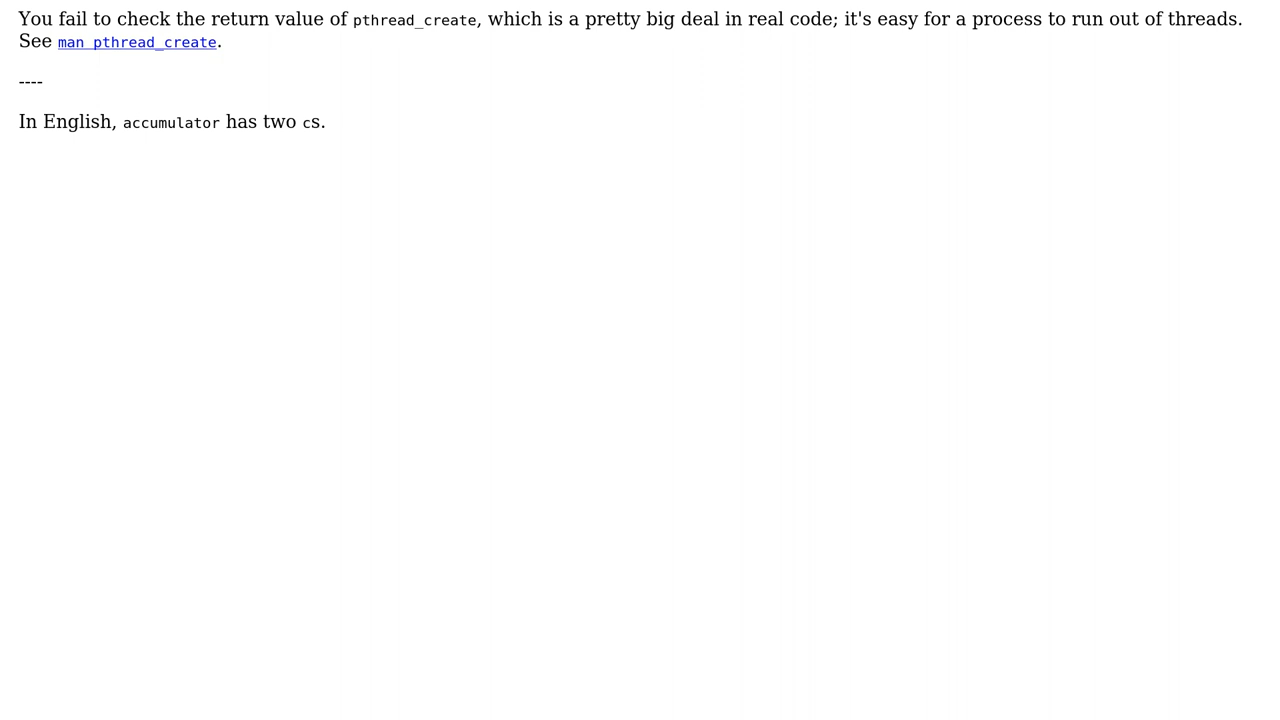 You fail to check the return value of pthread_create, which is a pretty big deal in real code; it's easy for a process to run out of threads.
See man pthread_create.
----
In English, accumulator has two cs.